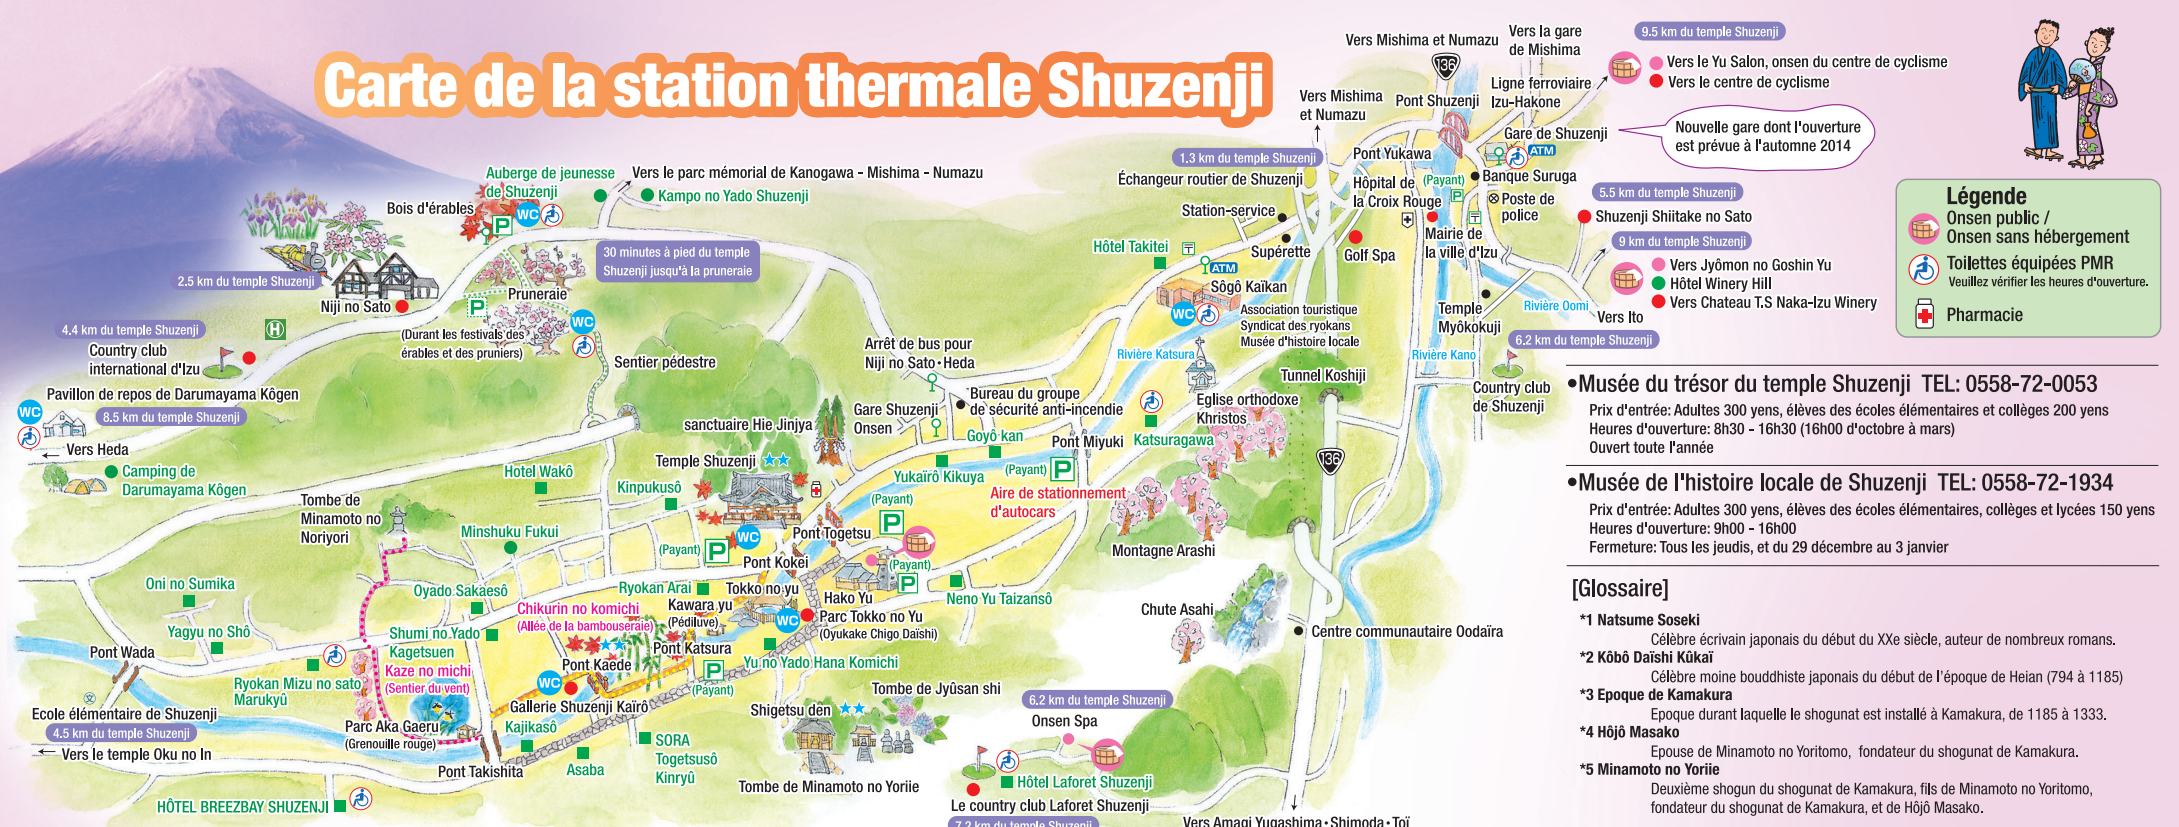 Carte de la station thermale Shuzenji
Vers Mishima et Numazu
Vers la gare
de Mishima
136
9.5 km du temple Shuzenji
Vers le Yu Salon, onsen du centre de cyclisme
Vers le centre de cyclisme
Ligne ferroviaire
Izu-Hakone
Vers Mishima
et Numazu
Pont Shuzenji
Gare de Shuzenji
ATM
Nouvelle gare dont l'ouverture
est prévue à l'automne 2014
1.3 km du temple Shuzenji
Échangeur routier de Shuzenji
Pont Yukawa
Banque Suruga
Hôpital de
la Croix Rouge
(Payant)
P
Poste de
police
5.5 km du temple Shuzenji
Shuzenji Shiitake no Sato
Station-service
Supérette
Golf Spa
Mairie de
la ville d'Izu
9 km du temple Shuzenji
Vers Jyômon no Goshin Yu
Hôtel Winery Hill
Vers Chateau T.S Naka-Izu Winery
Légende
Onsen public /
Onsen sans hébergement
Toilettes équipées PMR
Veuillez vérifier les heures d'ouverture.
Pharmacie
Auberge de jeunesse
de Shuzenji
Vers le parc mémorial de Kanogawa - Mishima - Numazu
Kampo no Yado Shuzenji
Bois d'érables
WC
P
30 minutes à pied du temple
Shuzenji jusqu'à la pruneraie
2.5 km du temple Shuzenji
Niji no Sato
Pruneraie
P
(Durant les festivals des
érables et des pruniers)
WC
Hôtel Takitei
ATM
Sôgô Kaïkan
WC
Association touristique
Syndicat des ryokans
Musée d'histoire locale
Temple
Myôkokuji
Rivière Oomi
Vers Ito
6.2 km du temple Shuzenji
Country club
de Shuzenji
Rivière Katsura
Rivière Kano
4.4 km du temple Shuzenji
H
Country club
international d'Izu
Sentier pédestre
Arrêt de bus pour
Niji no Sato・Heda
Tunnel Koshiji
Eglise orthodoxe
Khristos
Pavillon de repos de Darumayama Kôgen
WC
8.5 km du temple Shuzenji
Vers Heda
Camping de
Darumayama Kôgen
sanctuaire Hie Jinjya
Gare Shuzenji
Onsen
Bureau du groupe
de sécurité anti-incendie
Goyô kan
Pont Miyuki
Katsuragawa
136
Hotel Wakô
Temple Shuzenji ★★
Kinpukusô
Yukaïrô Kikuya
(Payant)
P
(Payant)
P
Aire de stationnement
d'autocars
Montagne Arashi
Tombe de
Minamoto no
Noriyori
Minshuku Fukui
(Payant)
P
WC
Pont Togetsu
Pont Kokei
(Payant)
P
Oni no Sumika
Oyado Sakaesô
Ryokan Arai
Tokko no yu
Hako Yu
Neno Yu Taizansô
Chute Asahi
Chikurin no komichi
(Allée de la bambouseraie)
Kawara yu
(Pédiluve)
WC
Parc Tokko no Yu
(Oyukake Chigo Daïshi)
Centre communautaire Oodaïra
Yagyu no Shô
Shumi no Yado
Kagetsuen
★★
Pont Katsura
Pont Wada
Kaze no michi
(Sentier du vent)
Pont Kaede
P
(Payant)
Yu no Yado Hana Komichi
Ryokan Mizu no sato
Marukyû
WC
Gallerie Shuzenji Kaïrô
Tombe de Jyûsan shi
Shigetsu den ★★
文
Ecole élémentaire de Shuzenji
4.5 km du temple Shuzenji
Vers le temple Oku no In
Parc Aka Gaeru
(Grenouille rouge)
Kajikasô
Asaba
SORA
Togetsusô
Kinryû
Pont Takishita
Tombe de Minamoto no Yoriie
6.2 km du temple Shuzenji
Onsen Spa
Hôtel Laforet Shuzenji
Le country club Laforet Shuzenji
7.2 km du temple Shuzenji
HÔTEL BREEZBAY SHUZENJI
Vers Amagi Yugashima・Shimoda・Toï
•Musée du trésor du temple Shuzenji TEL: 0558-72-0053
Prix d'entrée: Adultes 300 yens, élèves des écoles élémentaires et collèges 200 yens
Heures d'ouverture: 8h30 - 16h30 (16h00 d'octobre à mars)
Ouvert toute l'année
•Musée de l'histoire locale de Shuzenji TEL: 0558-72-1934
Prix d'entrée: Adultes 300 yens, élèves des écoles élémentaires, collèges et lycées 150 yens
Heures d'ouverture: 9h00 - 16h00
Fermeture: Tous les jeudis, et du 29 décembre au 3 janvier
[Glossaire]
*1 Natsume Soseki
Célèbre écrivain japonais du début du XXe siècle, auteur de nombreux romans.
*2 Kôbô Daïshi Kûkaï
Célèbre moine bouddhiste japonais du début de l'époque de Heian (794 à 1185)
*3 Epoque de Kamakura
Epoque durant laquelle le shogunat est installé à Kamakura, de 1185 à 1333.
*4 Hôjô Masako
Epouse de Minamoto no Yoritomo, fondateur du shogunat de Kamakura.
*5 Minamoto no Yoriie
Deuxième shogun du shogunat de Kamakura, fils de Minamoto no Yoritomo,
fondateur du shogunat de Kamakura, et de Hôjô Masako.